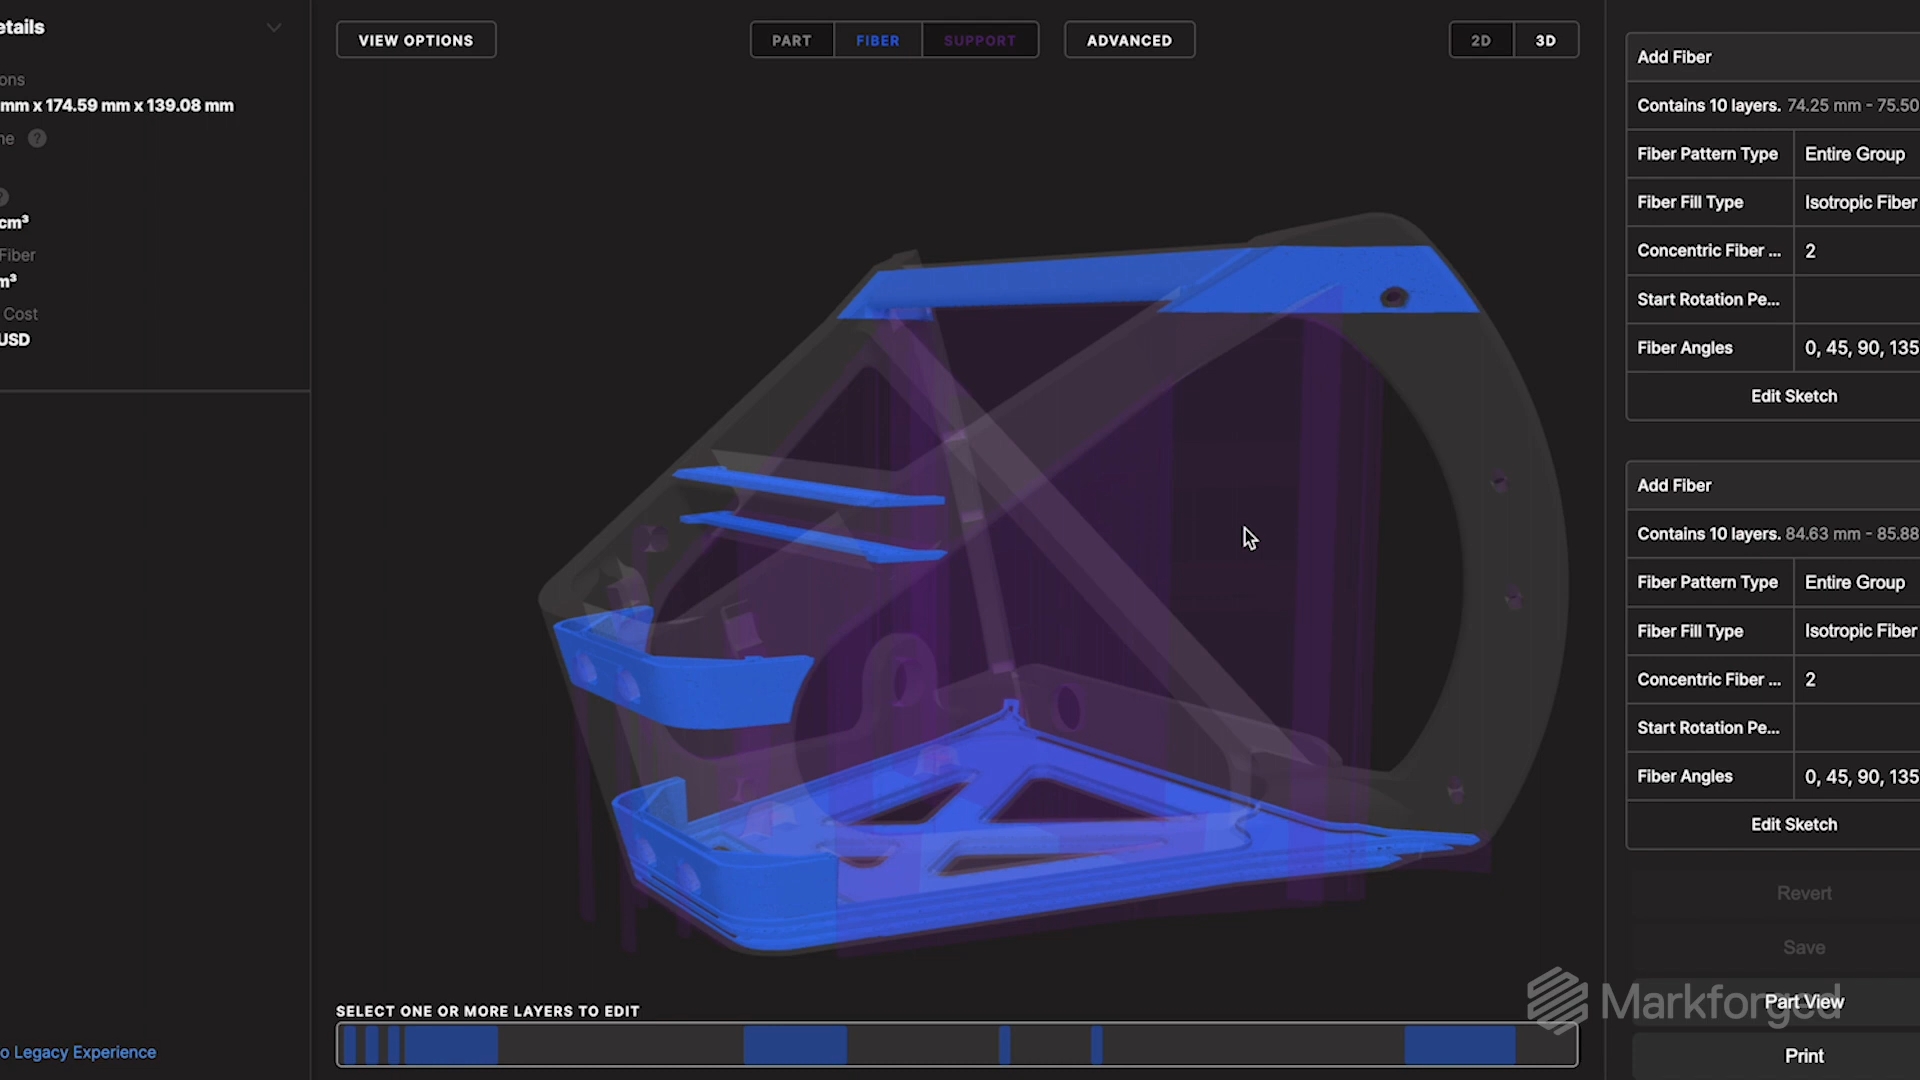 etails
ons
mm x 174.59 mm x 139.08 mm
ne ?
cm³
Fiber
m³
Cost
USD
o Legacy Experience
VIEW OPTIONS
PART FIBER SUPPORT
ADVANCED
2D 3D
SELECT ONE OR MORE LAYERS TO EDIT
Add Fiber
Contains 10 layers. 74.25 mm - 75.50
Fiber Pattern Type Entire Group
Fiber Fill Type Isotropic Fiber
Concentric Fiber ... 2
Start Rotation Pe...
Fiber Angles 0, 45, 90, 135
Edit Sketch
Add Fiber
Contains 10 layers. 84.63 mm - 85.88
Fiber Pattern Type Entire Group
Fiber Fill Type Isotropic Fiber
Concentric Fiber ... 2
Start Rotation Pe...
Fiber Angles 0, 45, 90, 135
Edit Sketch
Revert
Save
Part View
Markforged
Print